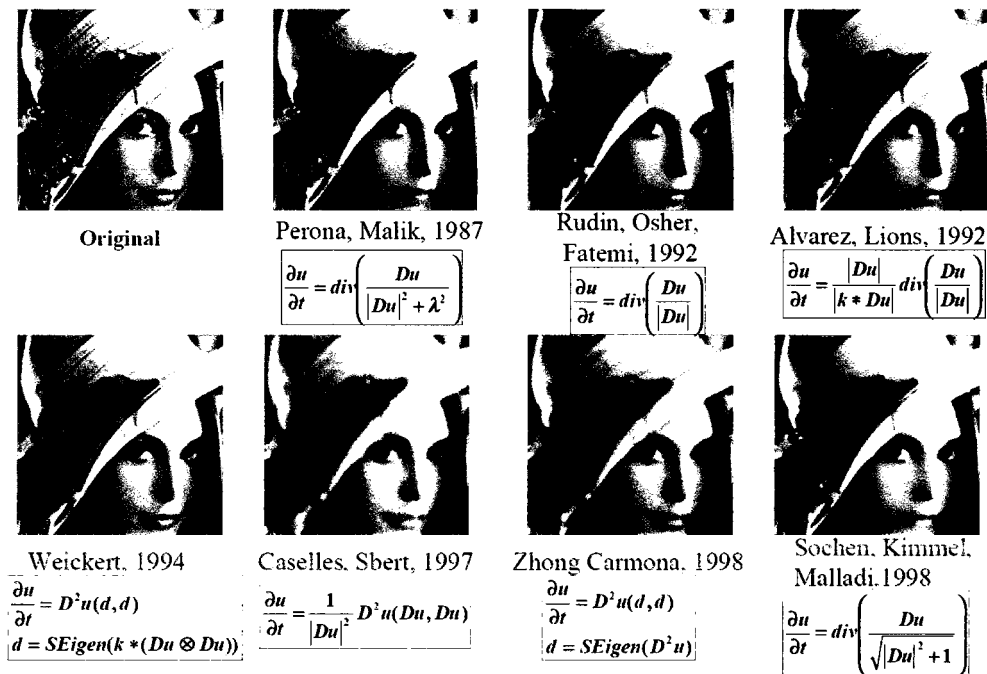 Original
Perona, Malik, 1987
∂u/∂t = div( Du / (|Du|² + λ²) )
Rudin, Osher,
Fatemi, 1992
∂u/∂t = div( Du / |Du| )
Alvarez, Lions, 1992
∂u/∂t = |Du| / |k * Du| div( Du / |Du| )
Weickert, 1994
∂u/∂t = D²u(d,d)
d = SEigen(k *(Du ⊗ Du))
Caselles, Sbert, 1997
∂u/∂t = 1 / |Du|² D²u(Du, Du)
Zhong Carmona, 1998
∂u/∂t = D²u(d,d)
d = SEigen(D²u)
Sochen, Kimmel,
Malladi.1998
∂u/∂t = div( Du / √(|Du|² + 1) )